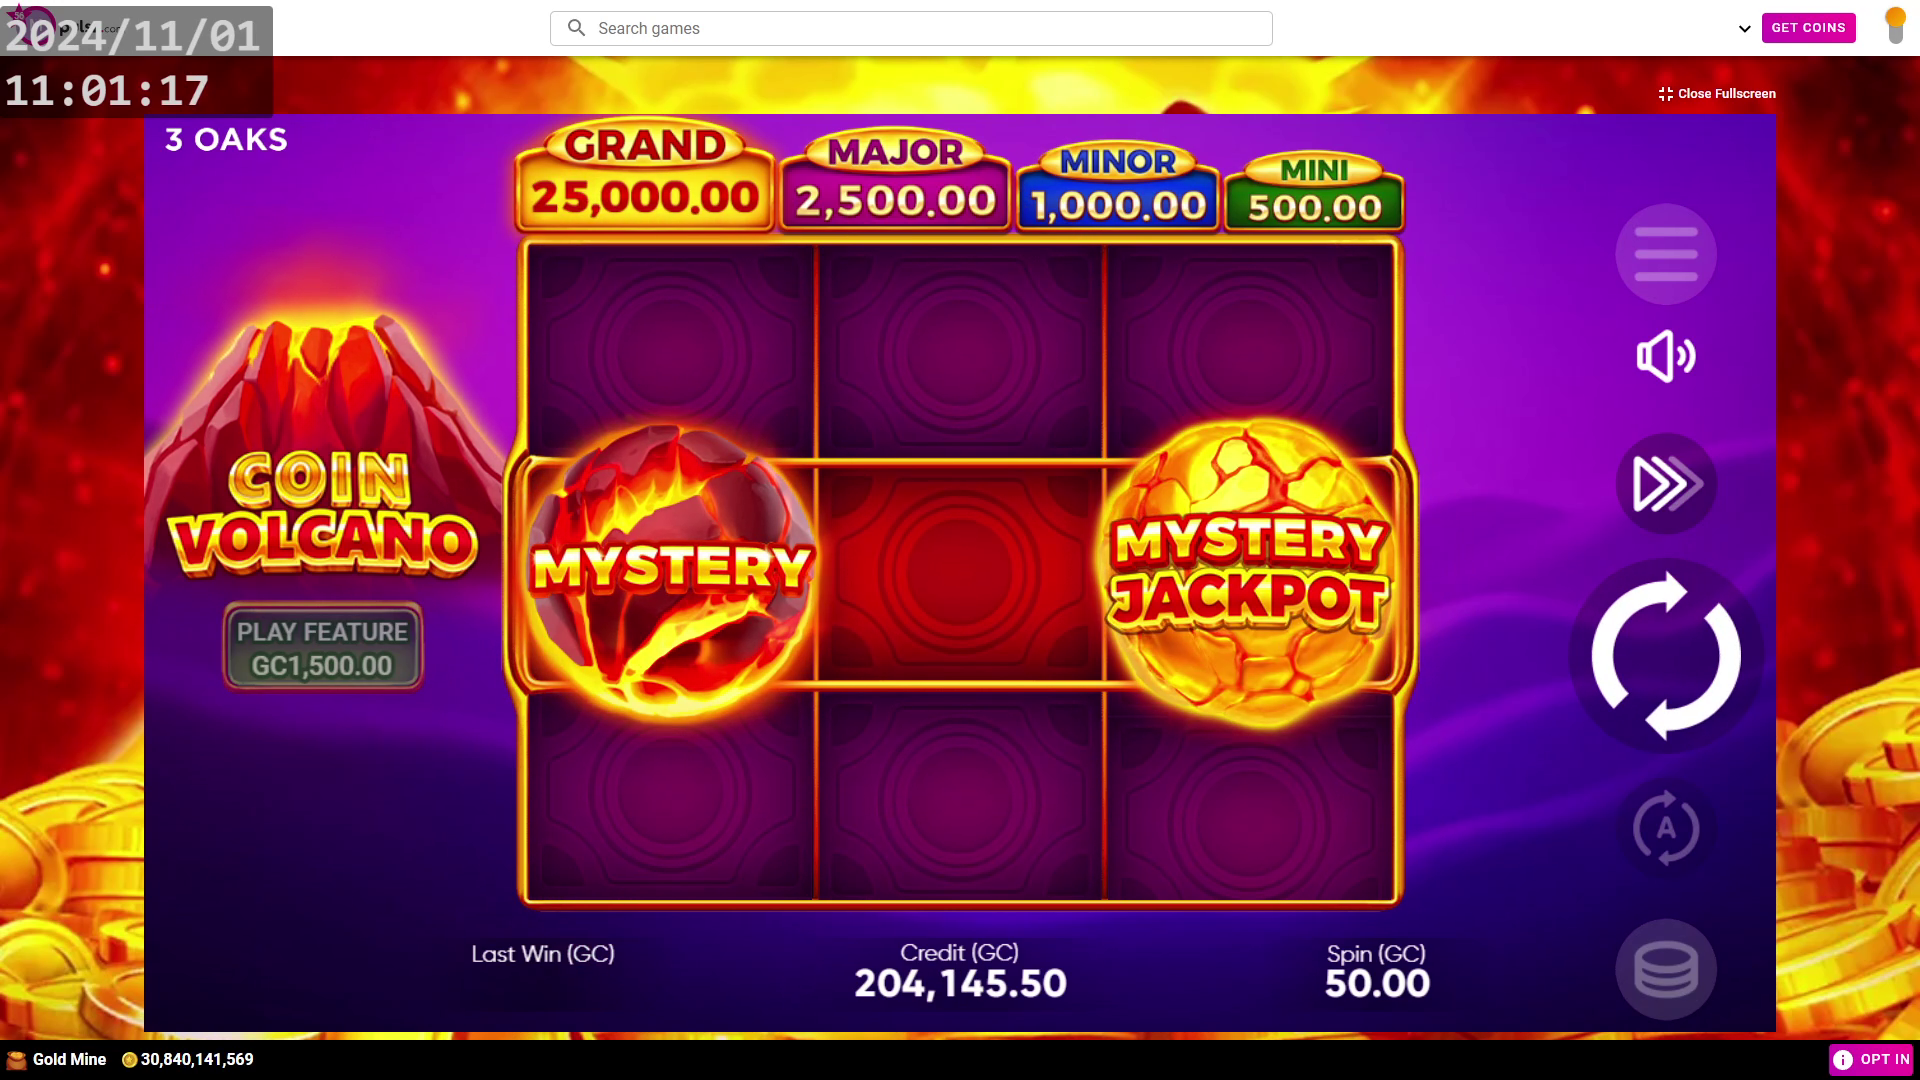 2024/11/01
11:01:17
Search games
GET COINS
Close Fullscreen
3 OAKS
GRAND
25,000.00
MAJOR
2,500.00
MINOR
1,000.00
MINI
500.00
COIN
VOLCANO
PLAY FEATURE
GC1,500.00
MYSTERY
MYSTERY
JACKPOT
A
Last Win (GC)
Credit (GC)
204,145.50
Spin (GC)
50.00
Gold Mine
30,840,141,569
OPT IN